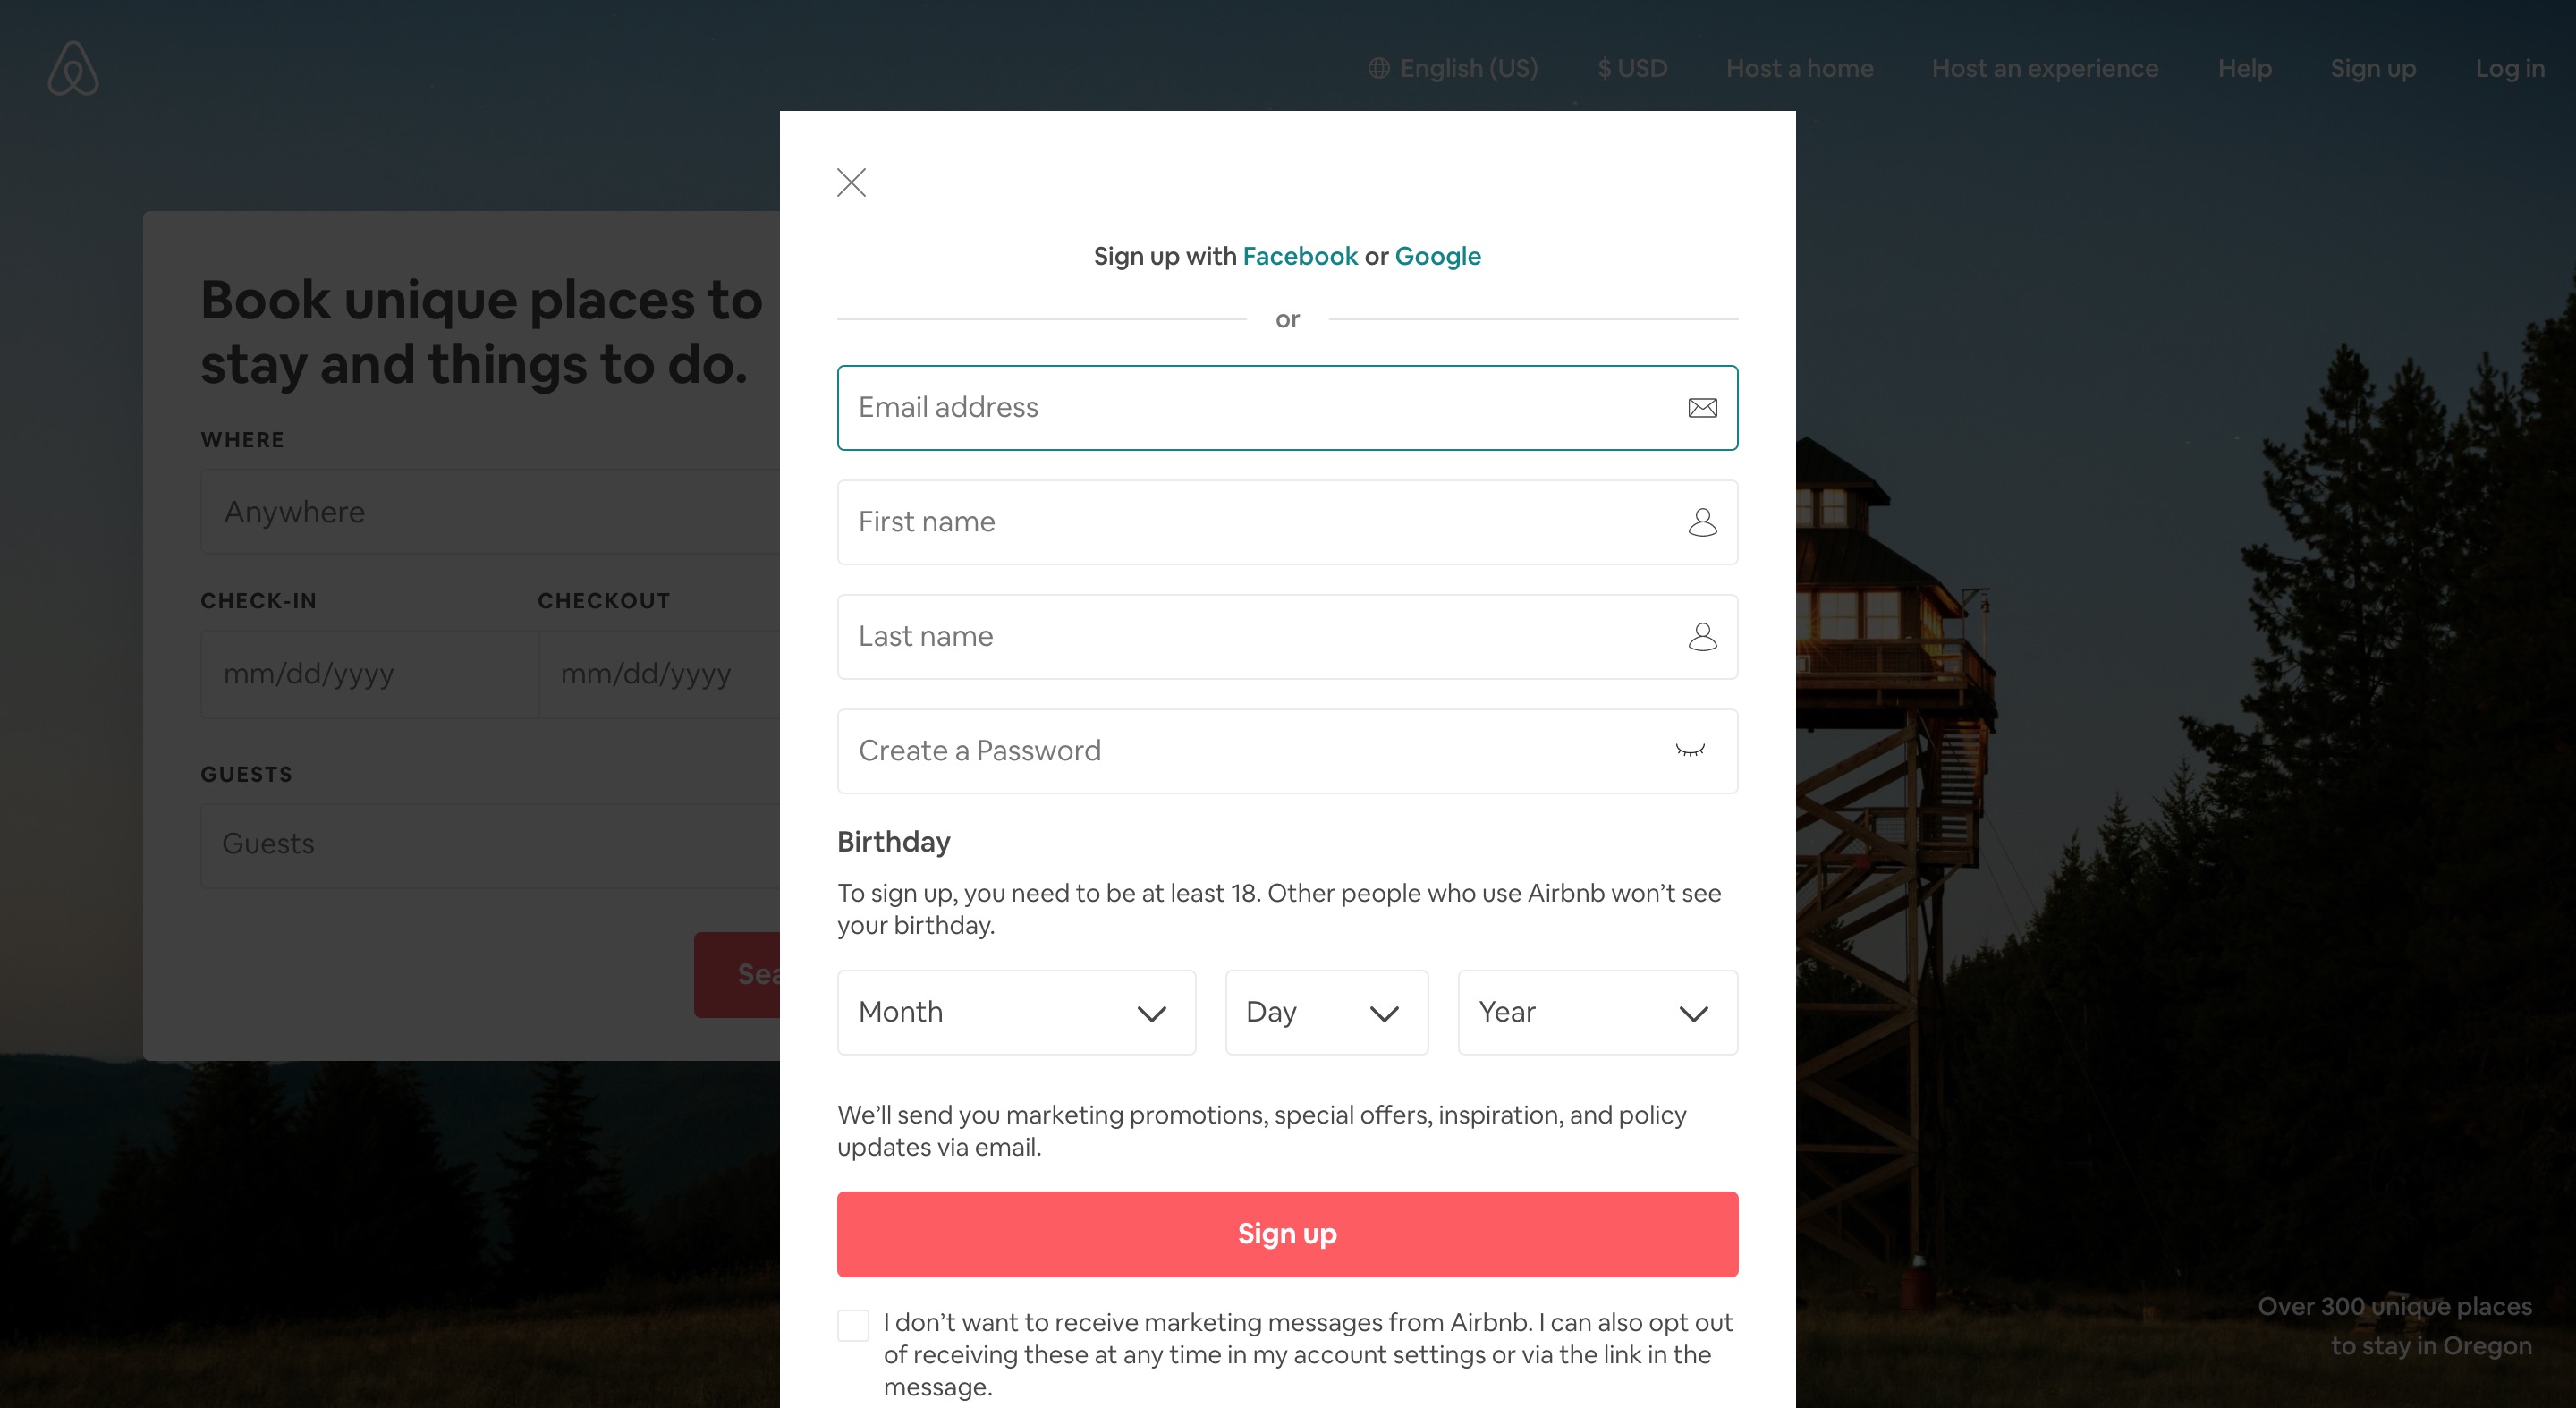 English (US)
$ USD
Host a home
Host an experience
Help
Sign up
Log in
Book unique places to
stay and things to do.
WHERE
Anywhere
CHECK-IN
CHECKOUT
mm/dd/yyyy
mm/dd/yyyy
GUESTS
Guests
Sign up with Facebook or Google
or
Email address
First name
Last name
Create a Password
Birthday
To sign up, you need to be at least 18. Other people who use Airbnb won’t see
your birthday.
Month
Day
Year
We’ll send you marketing promotions, special offers, inspiration, and policy
updates via email.
Sign up
I don’t want to receive marketing messages from Airbnb. I can also opt out
of receiving these at any time in my account settings or via the link in the
message.
Over 300 unique places
to stay in Oregon